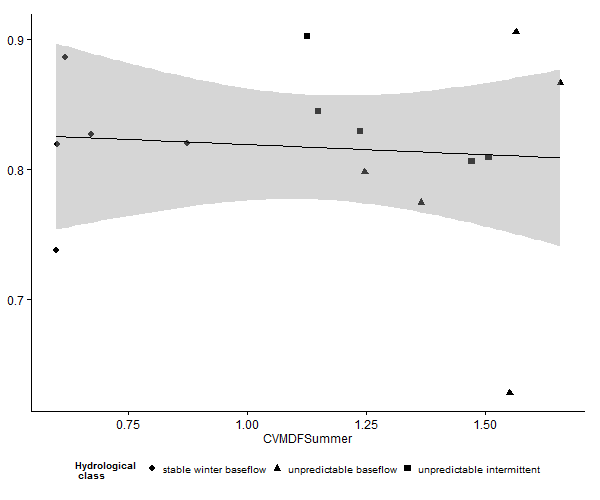 0.9
0.8
0.7
0.75 1.00 1.25 1.50
CVMDFSummer
Hydrological
class
stable winter baseflow unpredictable baseflow unpredictable intermittent